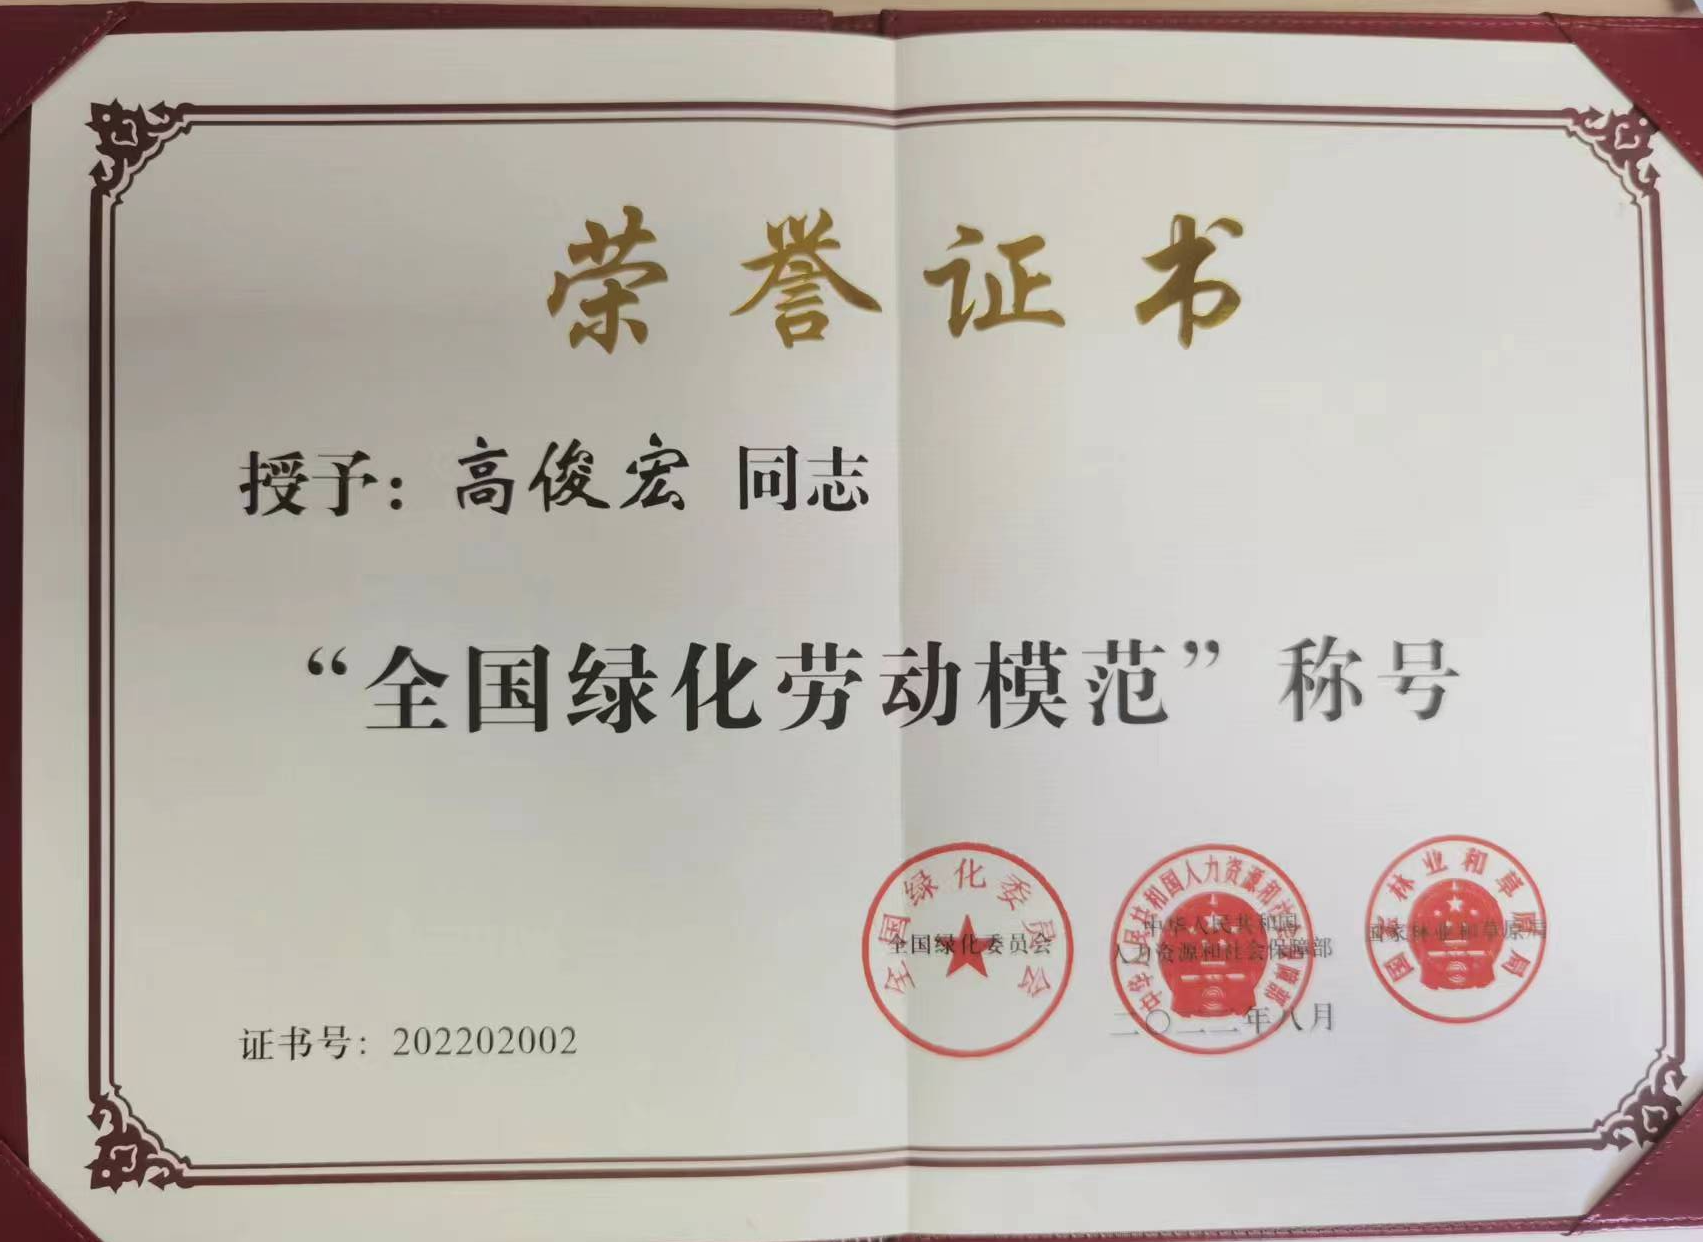 荣誉证书
授予：高俊宏 同志
“全国绿化劳动模范”称号
全国绿化委员会
全国绿化委员会
中华人民共和国人力资源和社会保障部
中华人民共和国
人力资源和社会保障部
国家林业和草原局
国家林业和草原局
二〇二二年八月
证书号：202202002